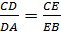 CD/DA = CE/EB